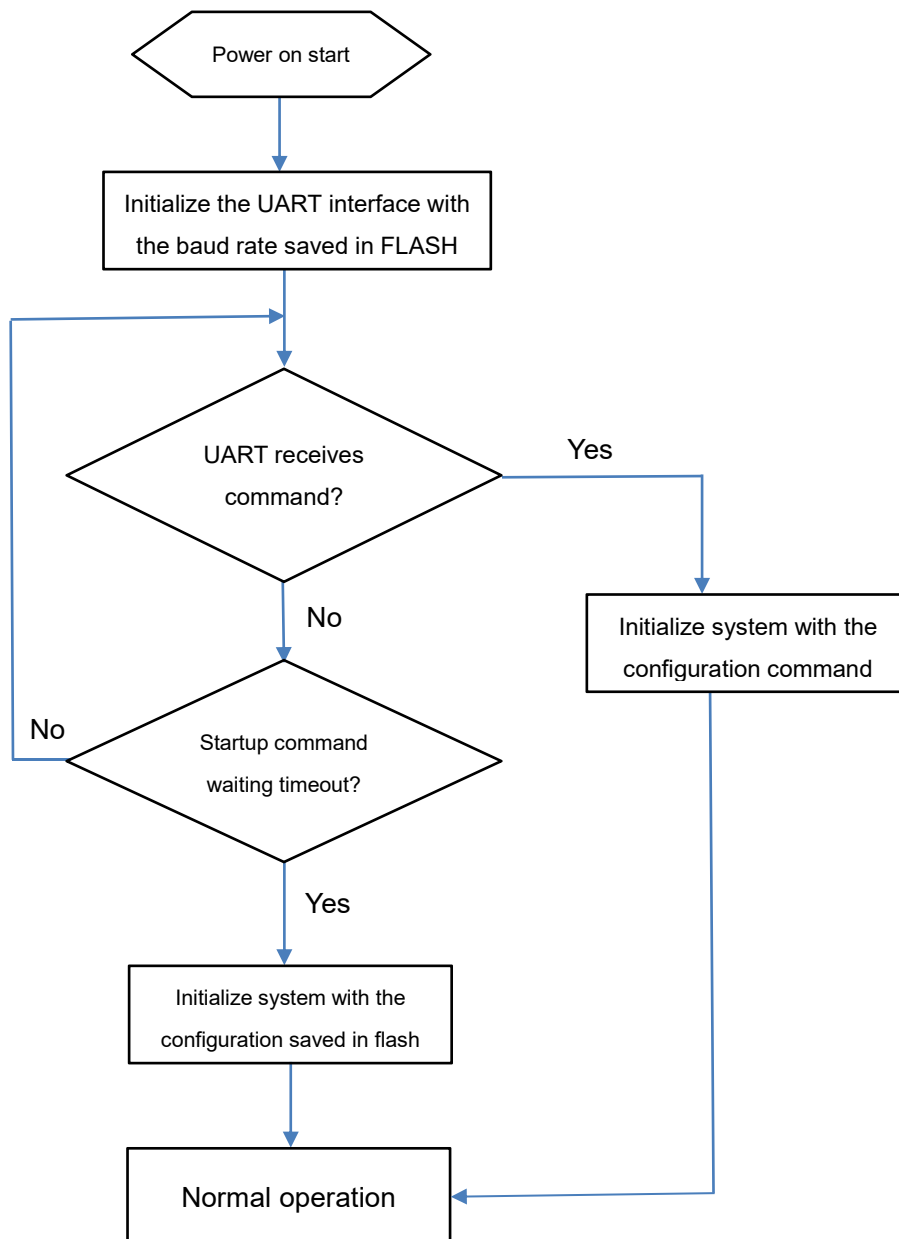 Power on start
Initialize the UART interface with
the baud rate saved in FLASH
UART receives
command?
Yes
No
Initialize system with the
configuration command
No
Startup command
waiting timeout?
Yes
Initialize system with the
configuration saved in flash
Normal operation